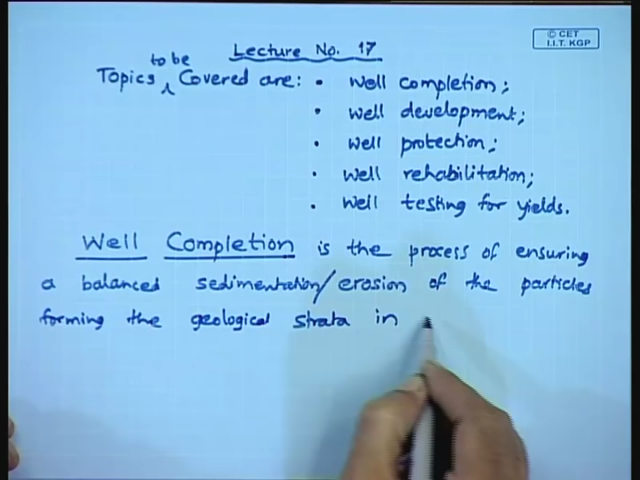 © CET
I.I.T. KGP
Lecture No. 17
to be
Topics ^ Covered are: • Well completion;
• Well development;
• Well protection;
• Well rehabilitation;
• Well testing for yields.
Well Completion is the process of ensuring
a balanced sedimentation/erosion of the particles
forming the geological strata in